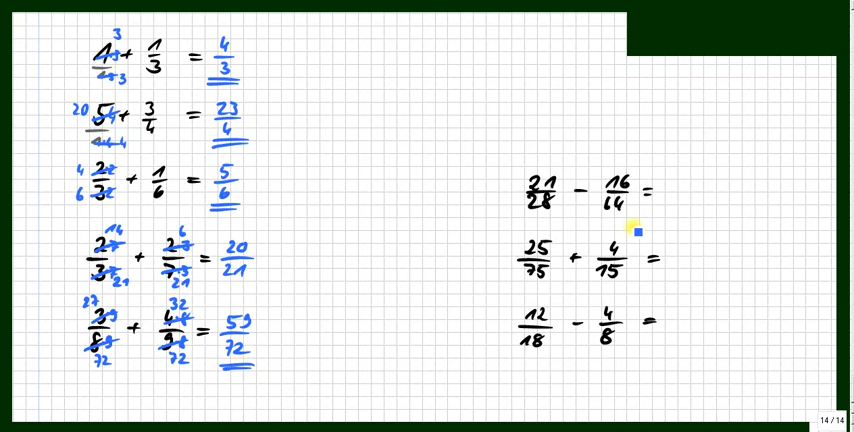 1/1 + 1/3 = 4/3
5/1 + 3/4 = 23/4
2/3 + 1/6 = 5/6
2/3 + 2/7 = 20/21
3/8 + 4/9 = 59/72
21/28 − 16/64 =
25/75 + 4/15 =
12/18 − 4/8 =
14 / 14